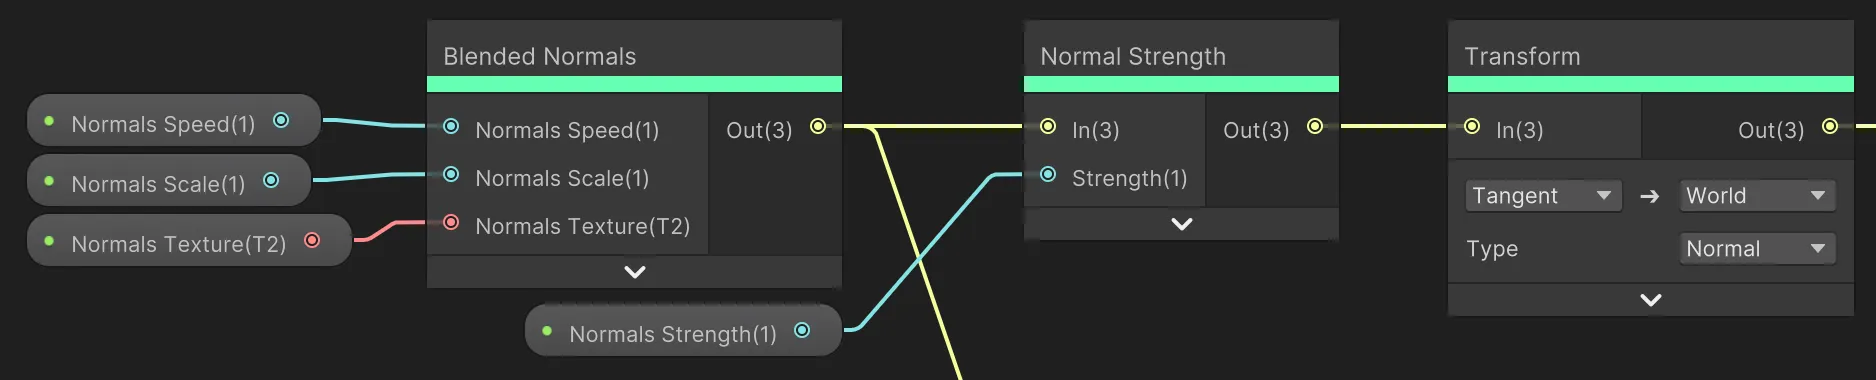 Blended Normals
Normals Speed(1)
Normals Scale(1)
Normals Texture(T2)
Normals Speed(1)
Normals Scale(1)
Normals Texture(T2)
Out(3)
Normals Strength(1)
Normal Strength
In(3)
Strength(1)
Out(3)
Transform
In(3)
Out(3)
Tangent → World
Type Normal